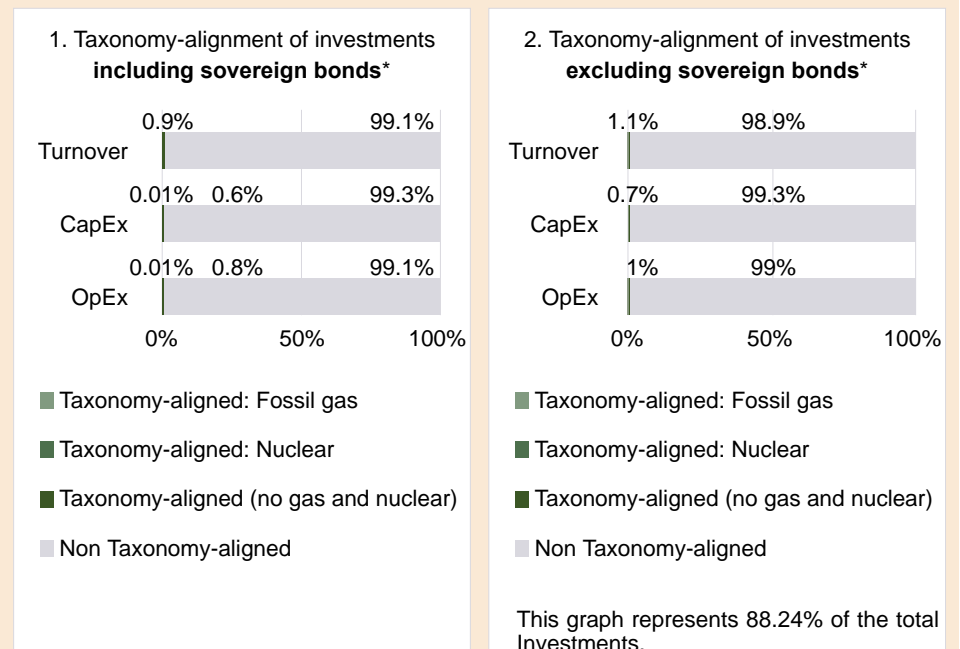 1. Taxonomy-alignment of investments
including sovereign bonds*
0.9% 99.1%
Turnover
0.01% 0.6% 99.3%
CapEx
0.01% 0.8% 99.1%
OpEx
0% 50% 100%
Taxonomy-aligned: Fossil gas
Taxonomy-aligned: Nuclear
Taxonomy-aligned (no gas and nuclear)
Non Taxonomy-aligned
2. Taxonomy-alignment of investments
excluding sovereign bonds*
1.1% 98.9%
Turnover
0.7% 99.3%
CapEx
1% 99%
OpEx
0% 50% 100%
Taxonomy-aligned: Fossil gas
Taxonomy-aligned: Nuclear
Taxonomy-aligned (no gas and nuclear)
Non Taxonomy-aligned
This graph represents 88.24% of the total
Investments.